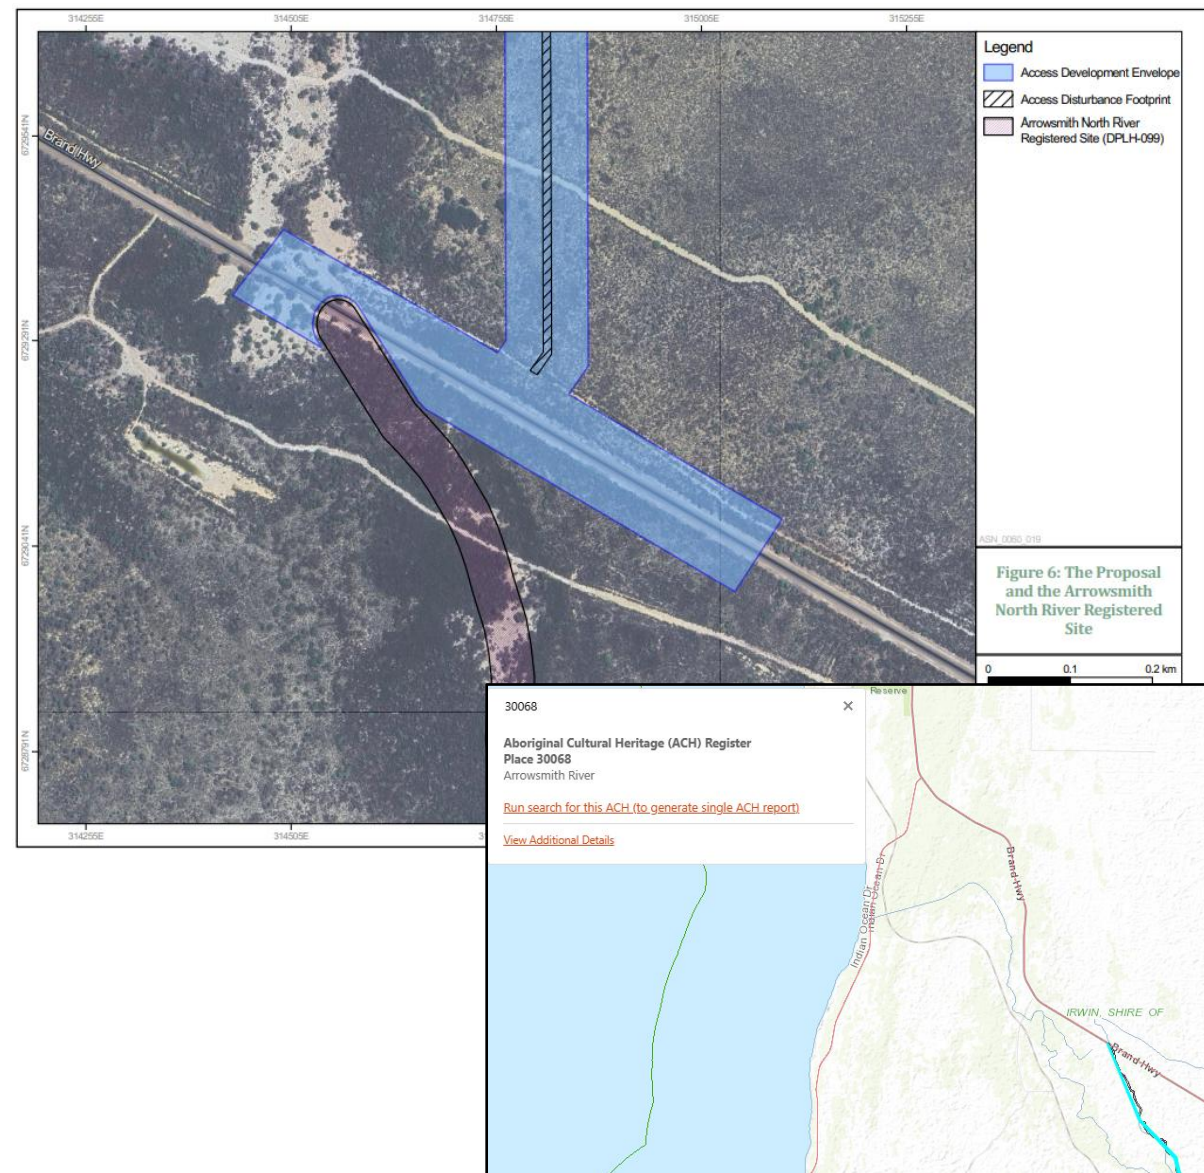 314255E 314505E 314755E 315005E 315255E
Legend
Access Development Envelope
Access Disturbance Footprint
Arrowsmith North River
Registered Site (DPLH-099)
6729541N
Brand Hwy
6729291N
6729041N
ASN_0080_019
Figure 6: The Proposal
and the Arrowsmith
North River Registered
Site
0 0.1 0.2 km
6728791N
314255E 314505E
30068
Aboriginal Cultural Heritage (ACH) Register
Place 30068
Arrowsmith River
Run search for this ACH (to generate single ACH report)
View Additional Details
Reserve
Brand Hwy
Indian Ocean Dr
Indian Ocean Dr
IRWIN, SHIRE OF
Brand-Hwy